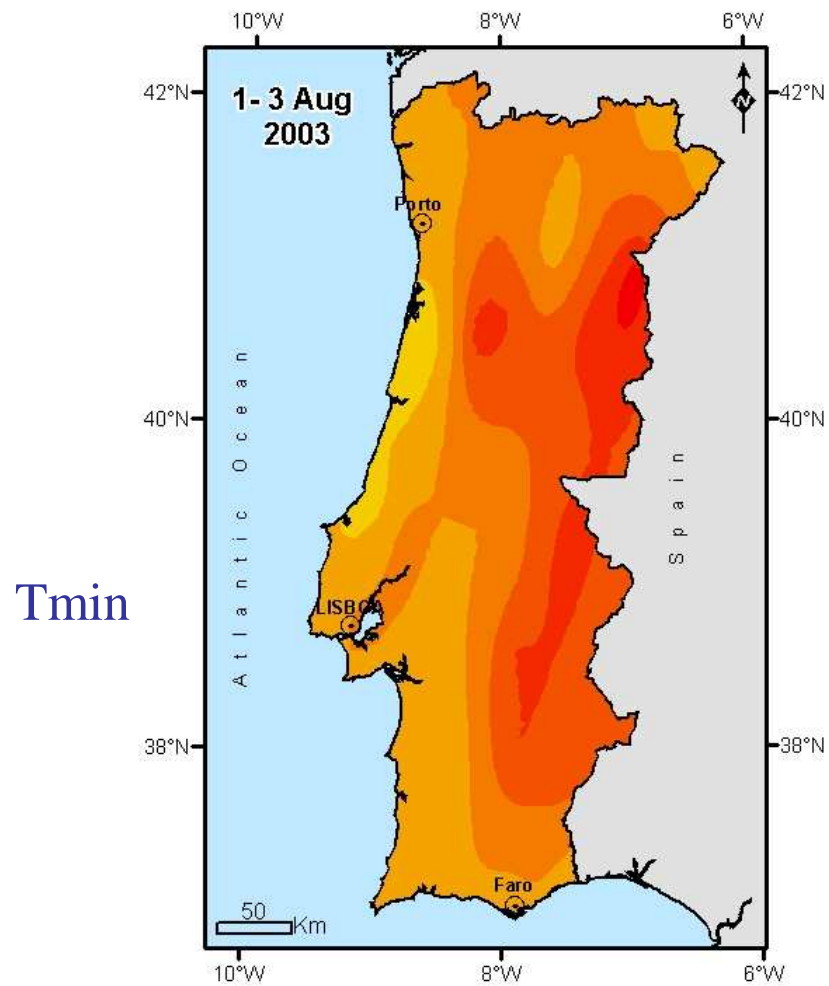 10°W 8°W 6°W
42°N 42°N
1- 3 Aug
2003
N
Porto
40°N 40°N
Atlantic Ocean
Spain
Tmin
LISBOA
38°N 38°N
Faro
50
Km
10°W 8°W 6°W